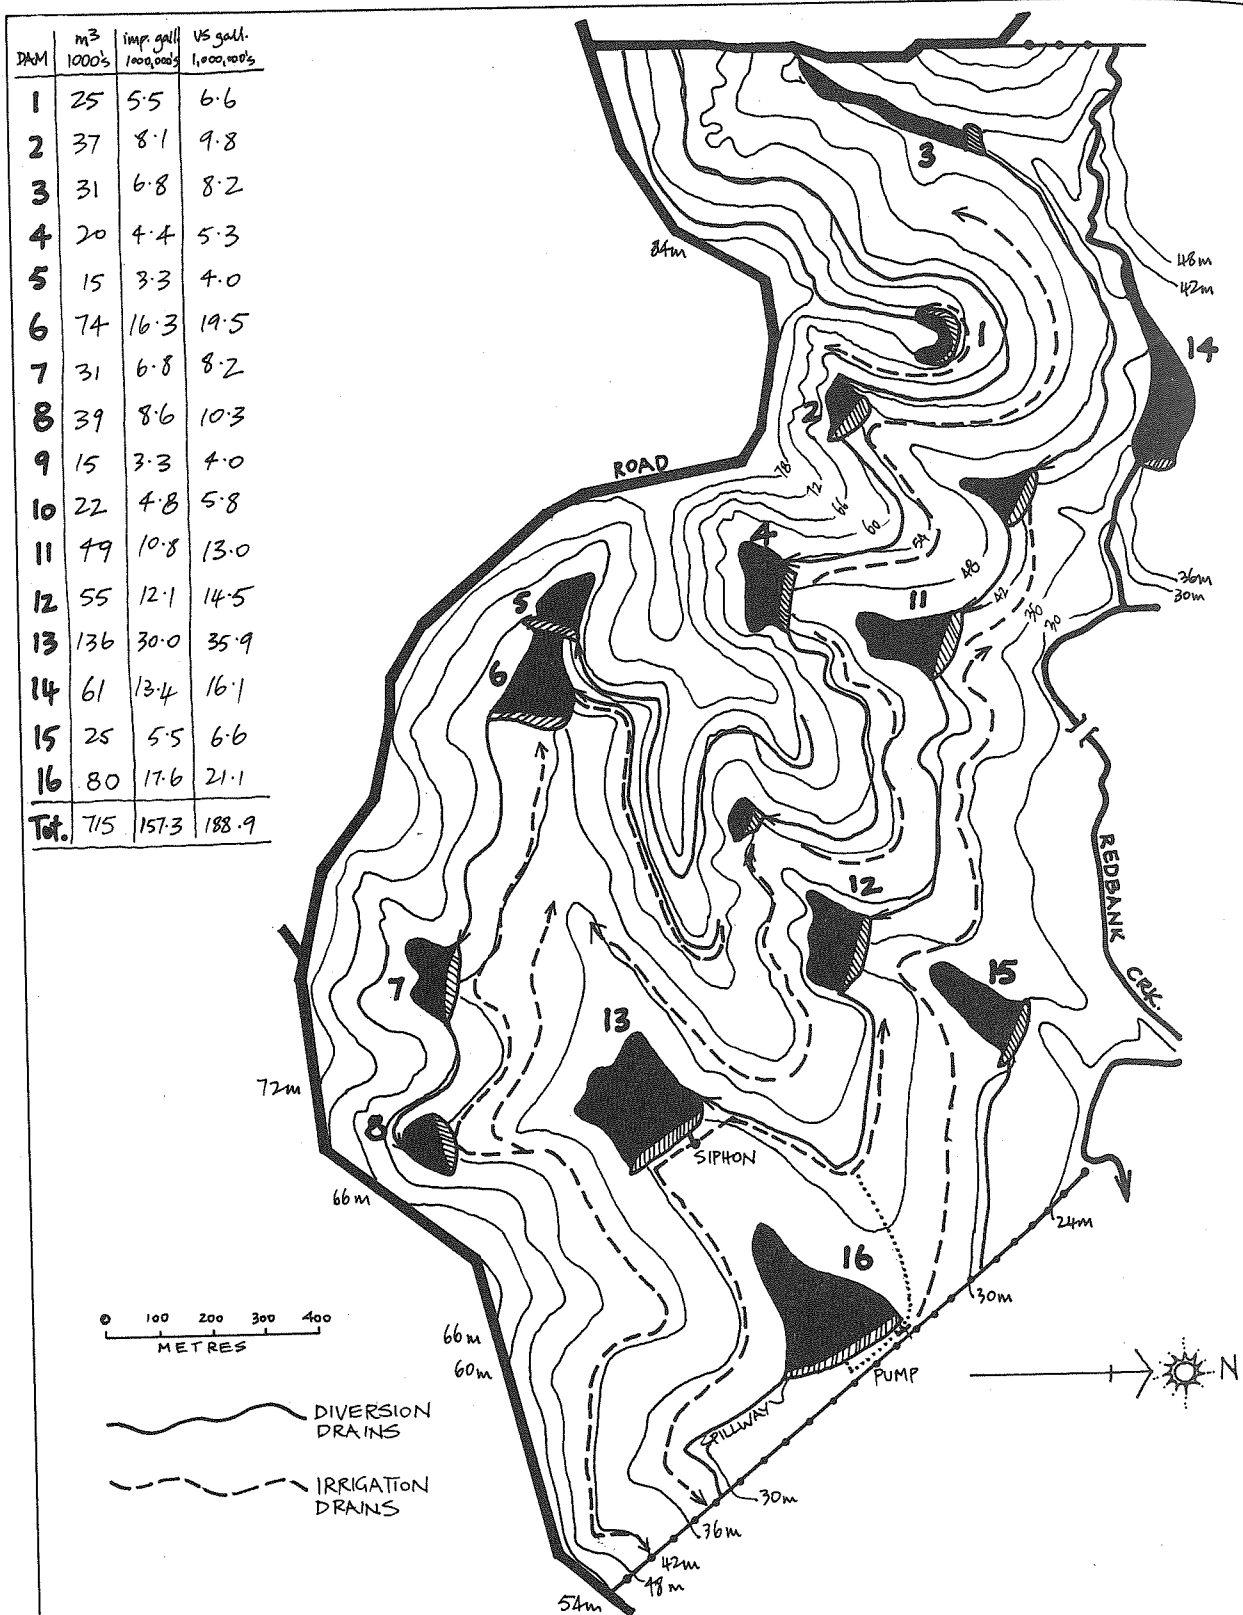 DAM | m³ 1000's | imp. gall. 1000,000's | US gall. 1,000,000's
1 | 25 | 5.5 | 6.6
2 | 37 | 8.1 | 9.8
3 | 31 | 6.8 | 8.2
4 | 20 | 4.4 | 5.3
5 | 15 | 3.3 | 4.0
6 | 74 | 16.3 | 19.5
7 | 31 | 6.8 | 8.2
8 | 39 | 8.6 | 10.3
9 | 15 | 3.3 | 4.0
10 | 22 | 4.8 | 5.8
11 | 49 | 10.8 | 13.0
12 | 55 | 12.1 | 14.5
13 | 136 | 30.0 | 35.9
14 | 61 | 13.4 | 16.1
15 | 25 | 5.5 | 6.6
16 | 80 | 17.6 | 21.1
Tot. | 715 | 157.3 | 188.9
3
84m
48m
42m
1
14
2
ROAD
78
72
66
60
54
4
48
42
36
30
36m
30m
11
5
6
REDBANK
CRK.
12
15
7
13
72m
8
SIPHON
66m
24m
16
30m
0 100 200 300 400
METRES
66m
60m
PUMP
N
DIVERSION
DRAINS
SPILLWAY
IRRIGATION
DRAINS
30m
36m
42m
48m
54m